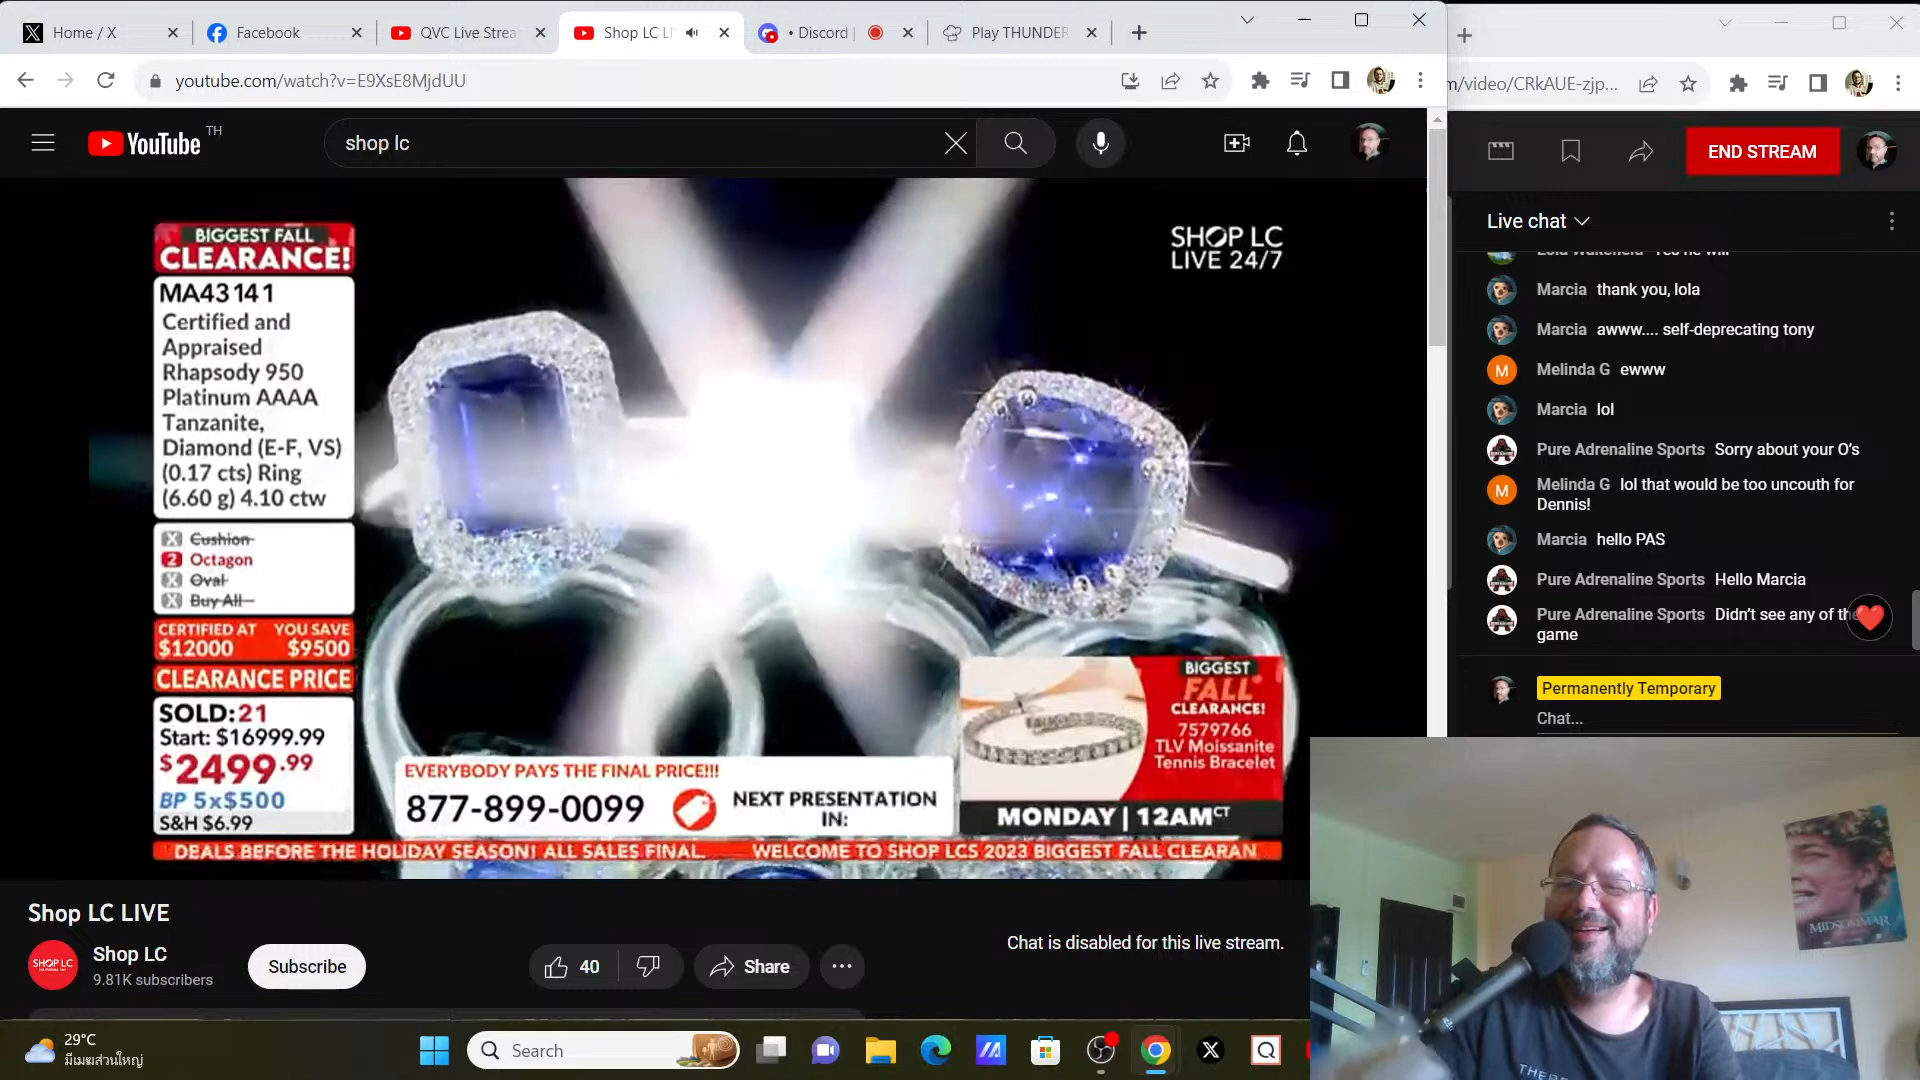 Home / X
Facebook
QVC Live Strea
Shop LC
• Discord
Play THUNDER
youtube.com/watch?v=E9XsE8MjdUU
m/video/CRkAUE-zjp...
YouTube TH
shop lc
END STREAM
Live chat
BIGGEST FALL
CLEARANCE!
MA43141
Certified and
Appraised
Rhapsody 950
Platinum AAAA
Tanzanite,
Diamond (E-F, VS)
(0.17 cts) Ring
(6.60 g) 4.10 ctw
X Cushion
2 Octagon
X Oval
X Buy All
CERTIFIED AT YOU SAVE
$12000 $9500
CLEARANCE PRICE
SOLD: 21
Start: $16999.99
$2499.99
BP 5x$500
S&H $6.99
SHOP LC
LIVE 24/7
EVERYBODY PAYS THE FINAL PRICE!!!
877-899-0099
NEXT PRESENTATION
IN:
BIGGEST
FALL
CLEARANCE!
7579766
TLV Moissanite
Tennis Bracelet
MONDAY | 12AM CT
DEALS BEFORE THE HOLIDAY SEASON! ALL SALES FINAL. WELCOME TO SHOP LCS 2023 BIGGEST FALL CLEARAN
Lola Wakefield Yes he will
Marcia thank you, lola
Marcia awww.... self-deprecating tony
Melinda G ewww
Marcia lol
Pure Adrenaline Sports Sorry about your O's
Melinda G lol that would be too uncouth for
Dennis!
Marcia hello PAS
Pure Adrenaline Sports Hello Marcia
Pure Adrenaline Sports Didn't see any of the
game
Permanently Temporary
Chat...
Shop LC LIVE
SHOP LC
Shop LC
9.81K subscribers
Subscribe
40
Share
Chat is disabled for this live stream.
MIDSOMMAR
29°C
มีเมฆส่วนใหญ่
Search